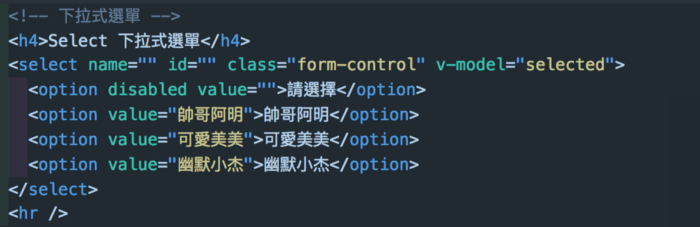 <!-- 下拉式選單 -->
<h4>Select 下拉式選單</h4>
<select name="" id="" class="form-control" v-model="selected">
<option disabled value="">請選擇</option>
<option value="帥哥阿明">帥哥阿明</option>
<option value="可愛美美">可愛美美</option>
<option value="幽默小杰">幽默小杰</option>
</select>
<hr />